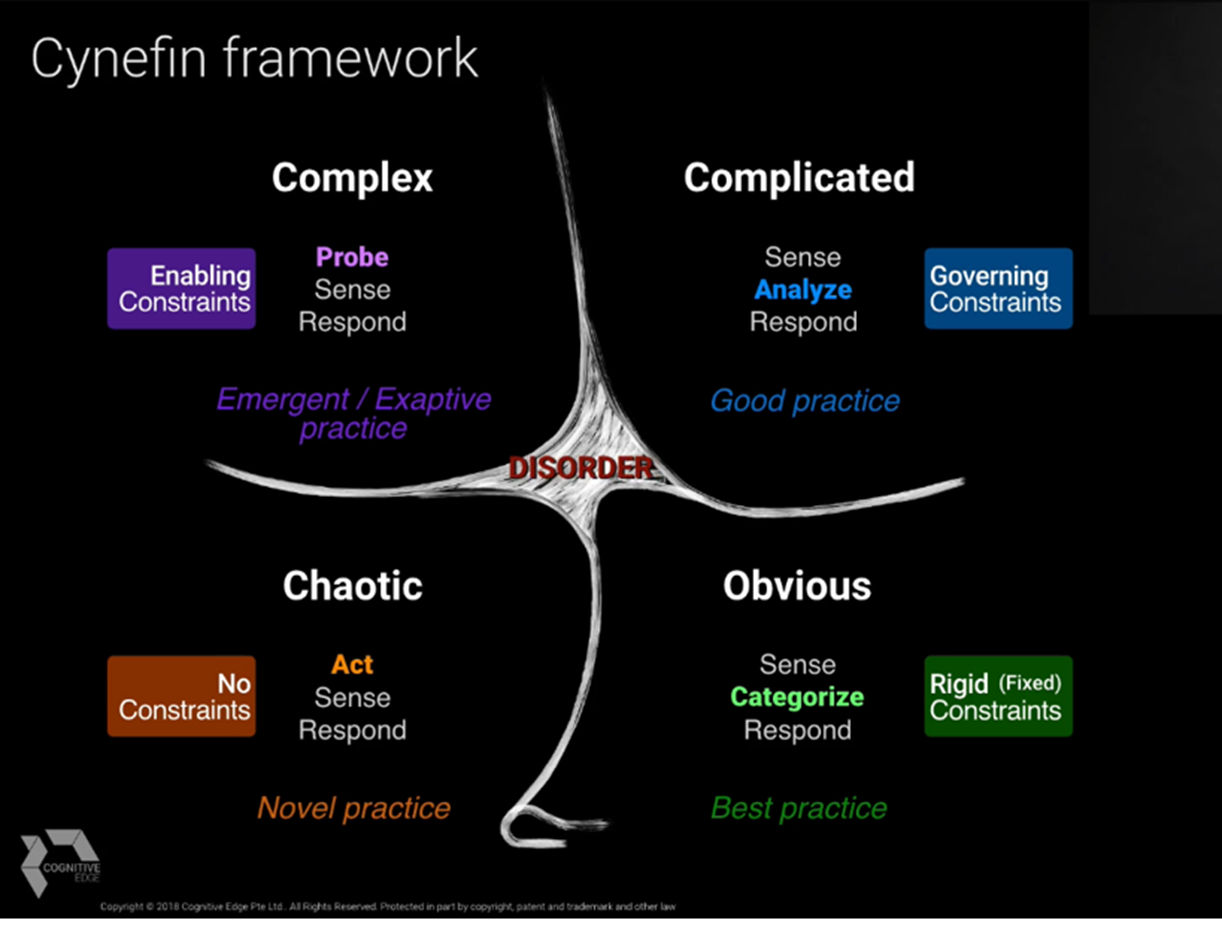 Cynefin framework
Complex
Enabling
Constraints
Probe
Sense
Respond
Emergent / Exaptive
practice
Complicated
Sense
Analyze
Respond
Governing
Constraints
Good practice
DISORDER
Chaotic
No
Constraints
Act
Sense
Respond
Novel practice
Obvious
Sense
Categorize
Respond
Rigid (Fixed)
Constraints
Best practice
COGNITIVE
EDGE
Copyright © 2018 Cognitive Edge Pte Ltd.. All Rights Reserved. Protected in part by copyright, patent and trademark and other law